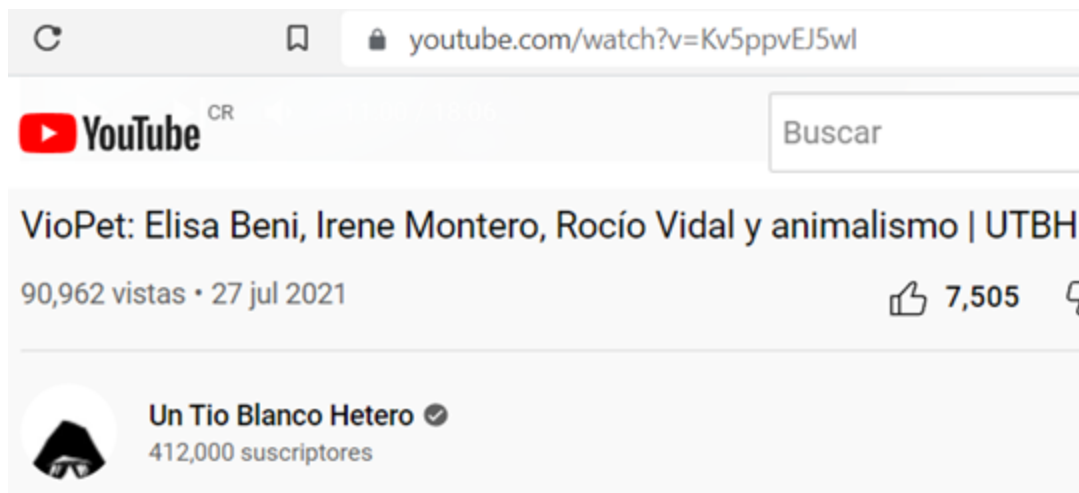 youtube.com/watch?v=Kv5ppvEJ5wI
YouTube CR
Buscar
VioPet: Elisa Beni, Irene Montero, Rocío Vidal y animalismo | UTBH
90,962 vistas • 27 jul 2021
7,505
Un Tio Blanco Hetero
412,000 suscriptores